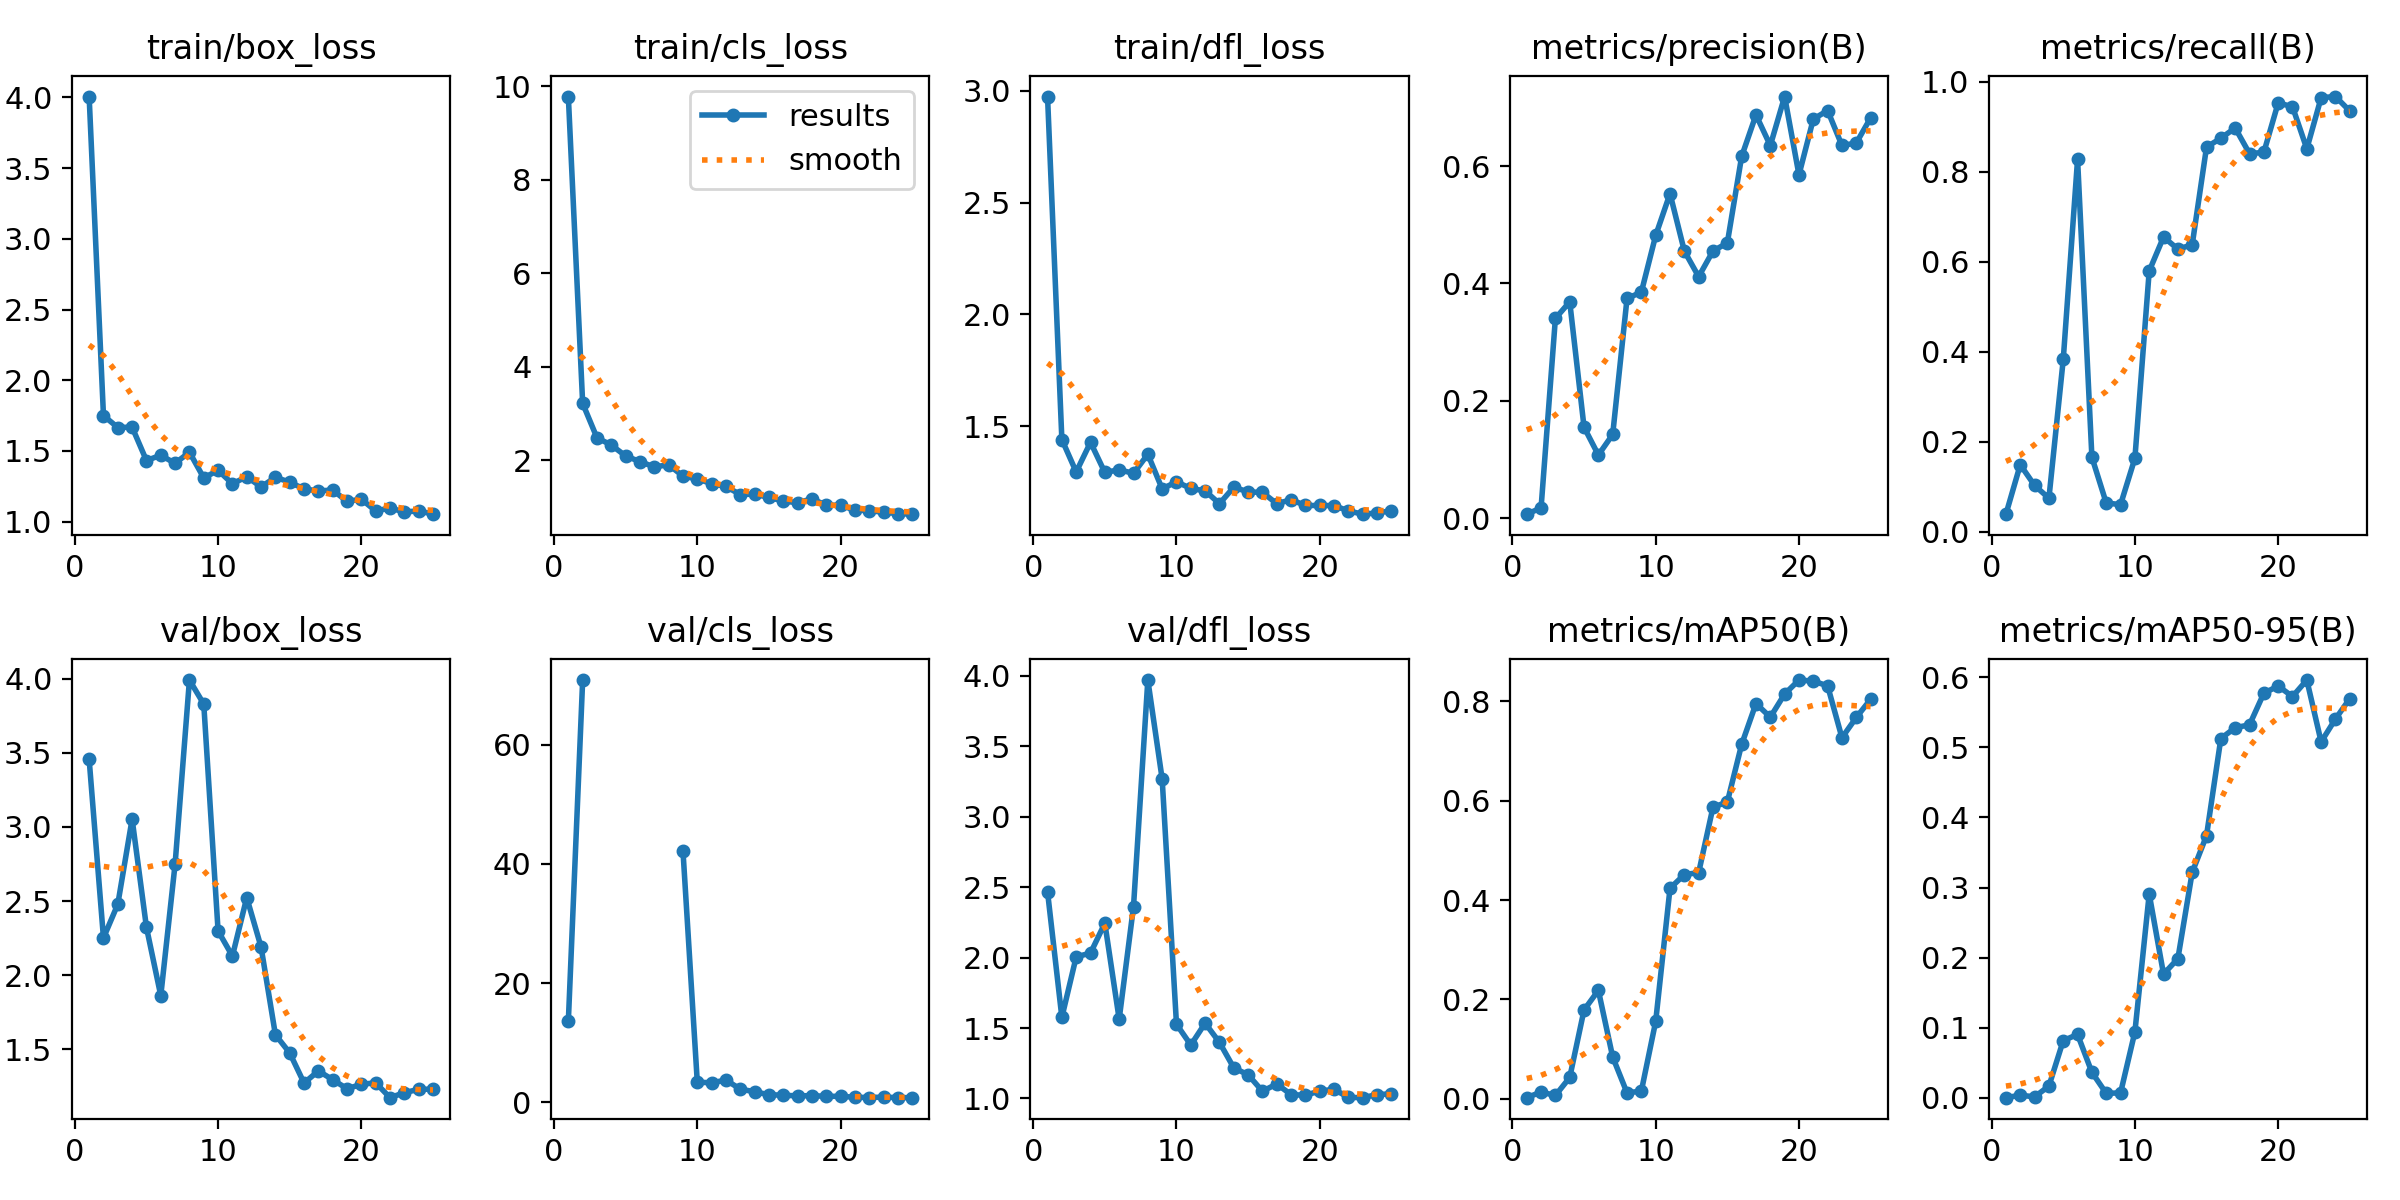 train/box_loss
4.0
3.5
3.0
2.5
2.0
1.5
1.0
0 10 20
train/cls_loss
results
smooth
10
8
6
4
2
0 10 20
train/dfl_loss
3.0
2.5
2.0
1.5
0 10 20
metrics/precision(B)
0.6
0.4
0.2
0.0
0 10 20
metrics/recall(B)
1.0
0.8
0.6
0.4
0.2
0.0
0 10 20
val/box_loss
4.0
3.5
3.0
2.5
2.0
1.5
0 10 20
val/cls_loss
60
40
20
0
0 10 20
val/dfl_loss
4.0
3.5
3.0
2.5
2.0
1.5
1.0
0 10 20
metrics/mAP50(B)
0.8
0.6
0.4
0.2
0.0
0 10 20
metrics/mAP50-95(B)
0.6
0.5
0.4
0.3
0.2
0.1
0.0
0 10 20